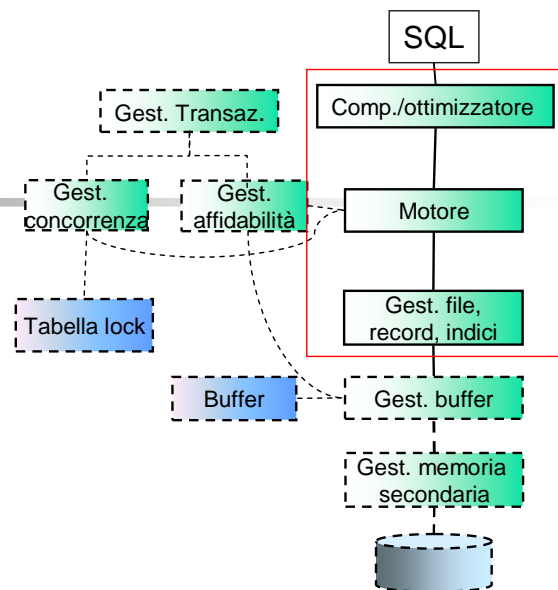 SQL
Comp./ottimizzatore
Gest. Transaz.
Gest.
concorrenza
Gest.
affidabilità
Motore
Tabella lock
Gest. file,
record, indici
Buffer
Gest. buffer
Gest. memoria
secondaria